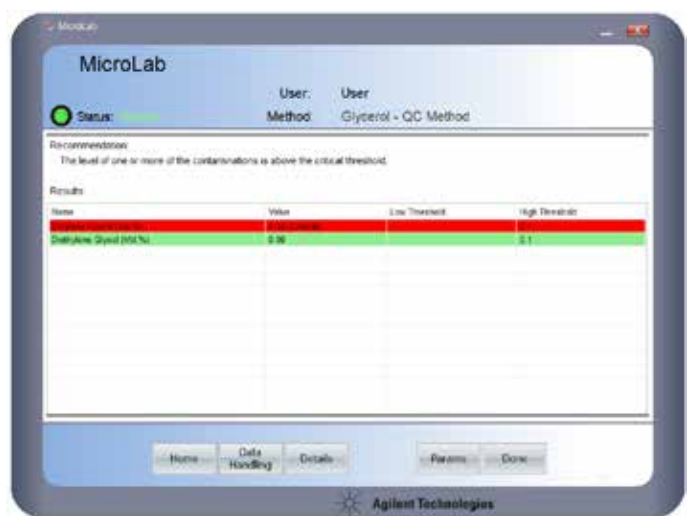 MicroLab
MicroLab
User: User
Status:
Method Glycerol - QC Method
Recommendation:
The level of one or more of the contaminations is above the critical threshold.
Results
Name Value Low Threshold High Threshold
Diethylene Glycol (Wt %) 0.1
Home Data Handling Details Params Done
Agilent Technologies